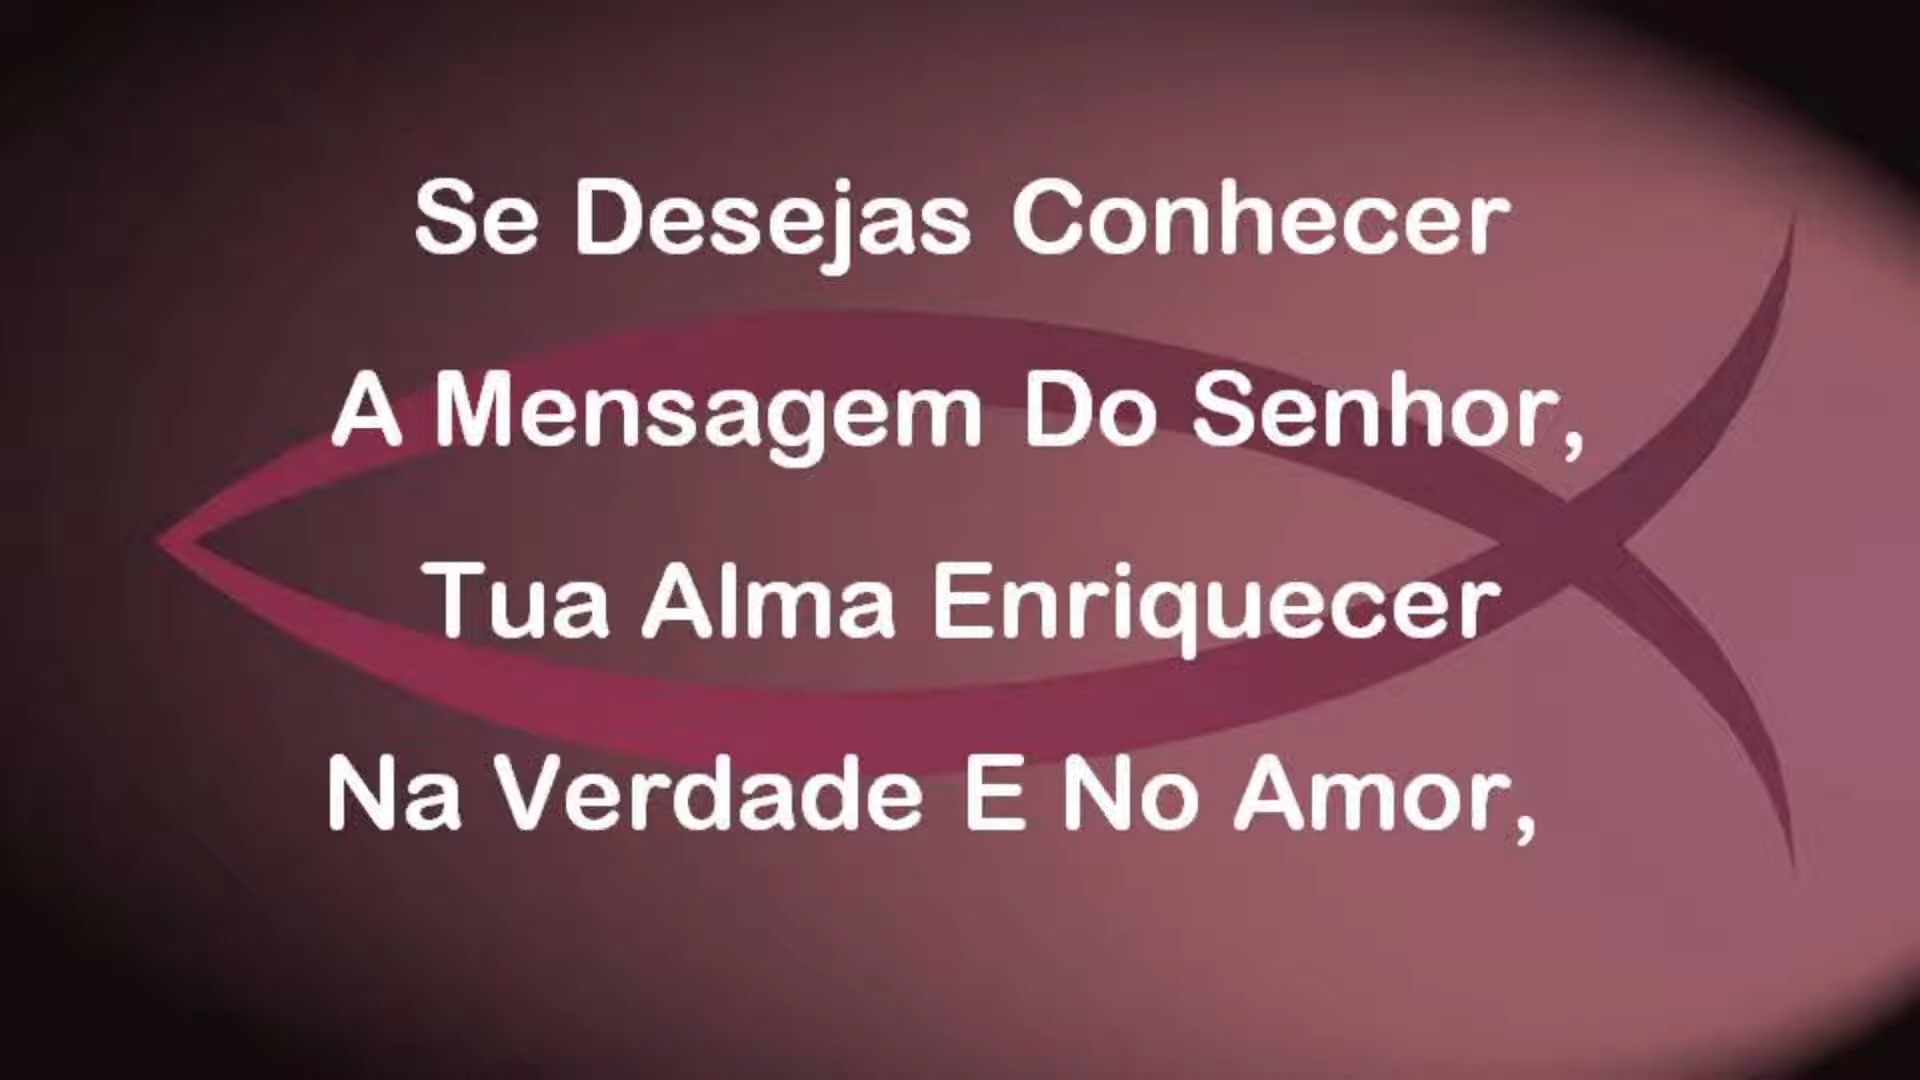 Se Desejas Conhecer
A Mensagem Do Senhor,
Tua Alma Enriquecer
Na Verdade E No Amor,